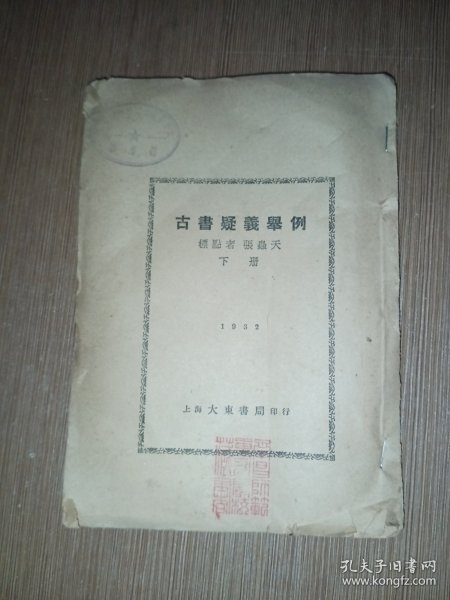 古書疑義舉例
標點者 張蟲天
下冊
1932
上海大東書局印行
孔夫子旧书网
www.kongfz.com